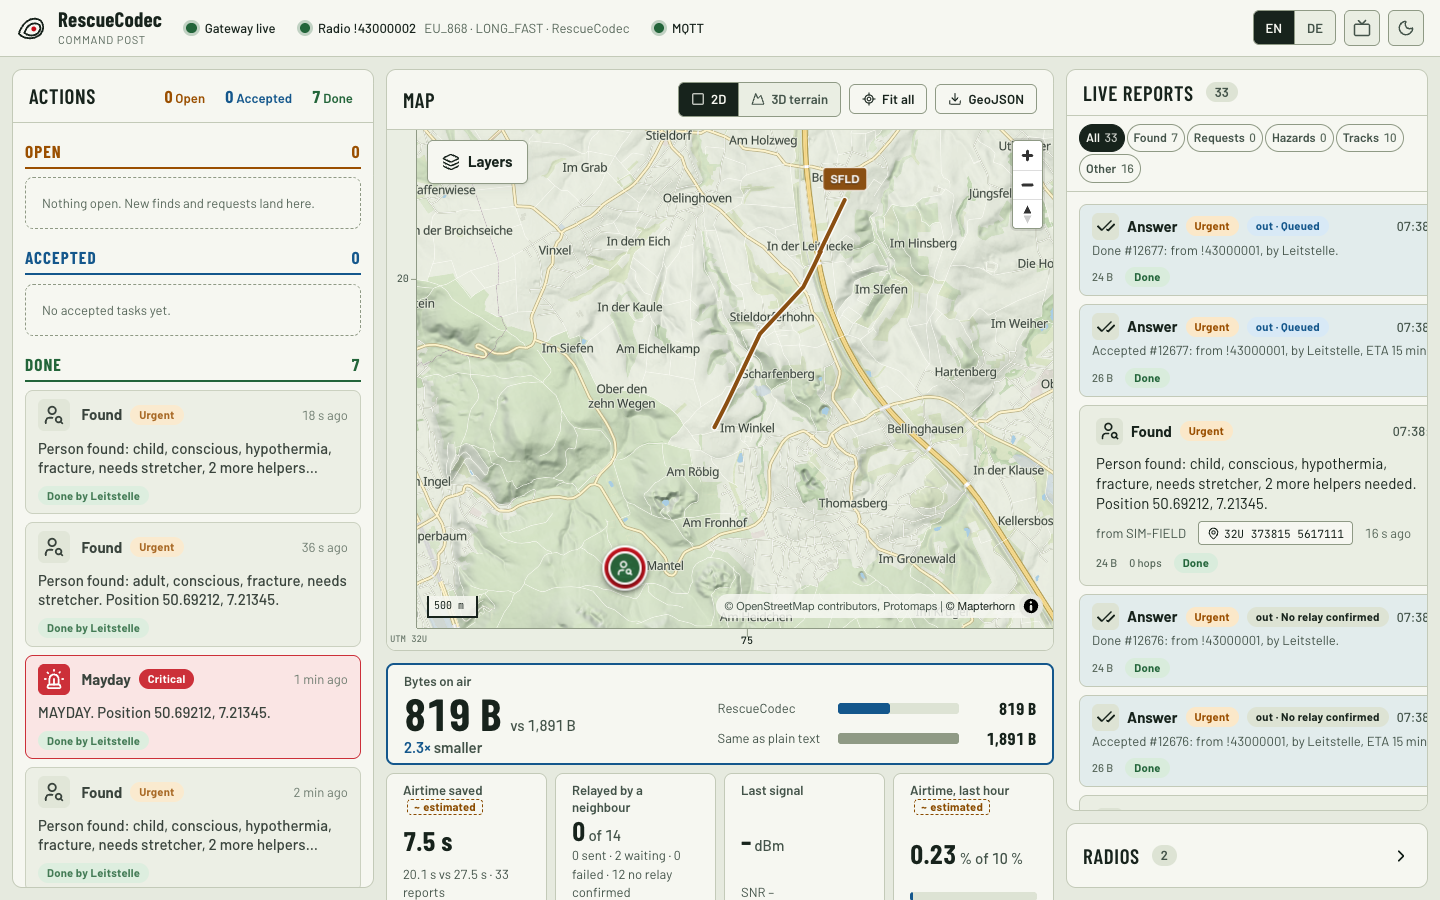 RescueCodec
COMMAND POST
Gateway live
Radio !43000002 EU_868 · LONG_FAST · RescueCodec
MQTT
EN DE
ACTIONS
0 Open 0 Accepted 7 Done
OPEN 0
Nothing open. New finds and requests land here.
ACCEPTED 0
No accepted tasks yet.
DONE 7
Found Urgent 18 s ago
Person found: child, conscious, hypothermia,
fracture, needs stretcher, 2 more helpers...
Done by Leitstelle
Found Urgent 36 s ago
Person found: adult, conscious, fracture, needs
stretcher. Position 50.69212, 7.21345.
Done by Leitstelle
Mayday Critical 1 min ago
MAYDAY. Position 50.69212, 7.21345.
Done by Leitstelle
Found Urgent 2 min ago
Person found: child, conscious, hypothermia,
fracture, needs stretcher, 2 more helpers...
Done by Leitstelle
MAP
2D 3D terrain Fit all GeoJSON
Layers
Stieldorf
Am Holzweg
Im Grab
SFLD
affenwiese
Oelinghoven
Jüngsfel
n der Broichseiche
Vinxel
In dem Eich
Im Hinsberg
Die Ho
20
Im Slefen
ein
In der Kaule
Im Weiher
Im Siefen
Am Eichelkamp
Scharfenberg
Hartenberg
Ober den
zehn Wegen
Im Winkel
Bellinghausen
Am Röbig
In der Klause
n Ingel
Thomasberg
Am Fronhof
Kellersbos
perbaum
Im Gronewald
Mantel
500 m
© OpenStreetMap contributors, Protomaps | © Mapterhorn
UTM 32U
75
Bytes on air
819 B vs 1,891 B
2.3× smaller
RescueCodec 819 B
Same as plain text 1,891 B
Airtime saved
~ estimated
7.5 s
20.1 s vs 27.5 s · 33
reports
Relayed by a
neighbour
0 of 14
0 sent · 2 waiting · 0
failed · 12 no relay
confirmed
Last signal
– dBm
SNR –
Airtime, last hour
~ estimated
0.23 % of 10 %
LIVE REPORTS 33
All 33 Found 7 Requests 0 Hazards 0 Tracks 10
Other 16
Answer Urgent out · Queued 07:38
Done #12677: from !43000001, by Leitstelle.
24 B Done
Answer Urgent out · Queued 07:38
Accepted #12677: from !43000001, by Leitstelle, ETA 15 min
26 B Done
Found Urgent 07:38
Person found: child, conscious, hypothermia,
fracture, needs stretcher, 2 more helpers needed.
Position 50.69212, 7.21345.
from SIM-FIELD 32U 373815 5617111 16 s ago
24 B 0 hops Done
Answer Urgent out · No relay confirmed 07:38
Done #12676: from !43000001, by Leitstelle.
24 B Done
Answer Urgent out · No relay confirmed 07:38
Accepted #12676: from !43000001, by Leitstelle, ETA 15 min
26 B Done
RADIOS 2